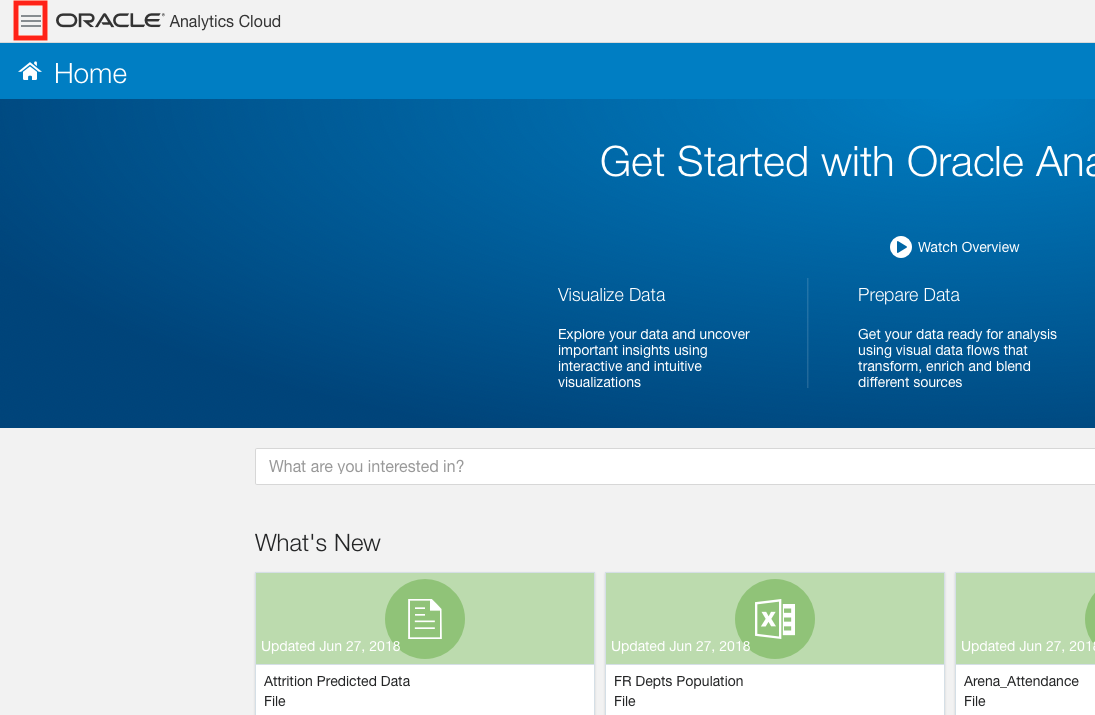 ORACLE® Analytics Cloud
Home
Get Started with Oracle Ana
Watch Overview
Visualize Data
Explore your data and uncover
important insights using
interactive and intuitive
visualizations
Prepare Data
Get your data ready for analysis
using visual data flows that
transform, enrich and blend
different sources
What are you interested in?
What's New
Updated Jun 27, 2018
Attrition Predicted Data
File
Updated Jun 27, 2018
FR Depts Population
File
Updated Jun 27, 2018
Arena_Attendance
File